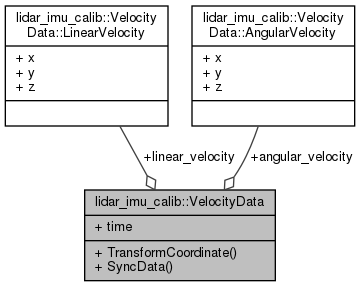 lidar_imu_calib::Velocity
Data::LinearVelocity
+ x
+ y
+ z
lidar_imu_calib::Velocity
Data::AngularVelocity
+ x
+ y
+ z
+linear_velocity
+angular_velocity
lidar_imu_calib::VelocityData
+ time
+ TransformCoordinate()
+ SyncData()